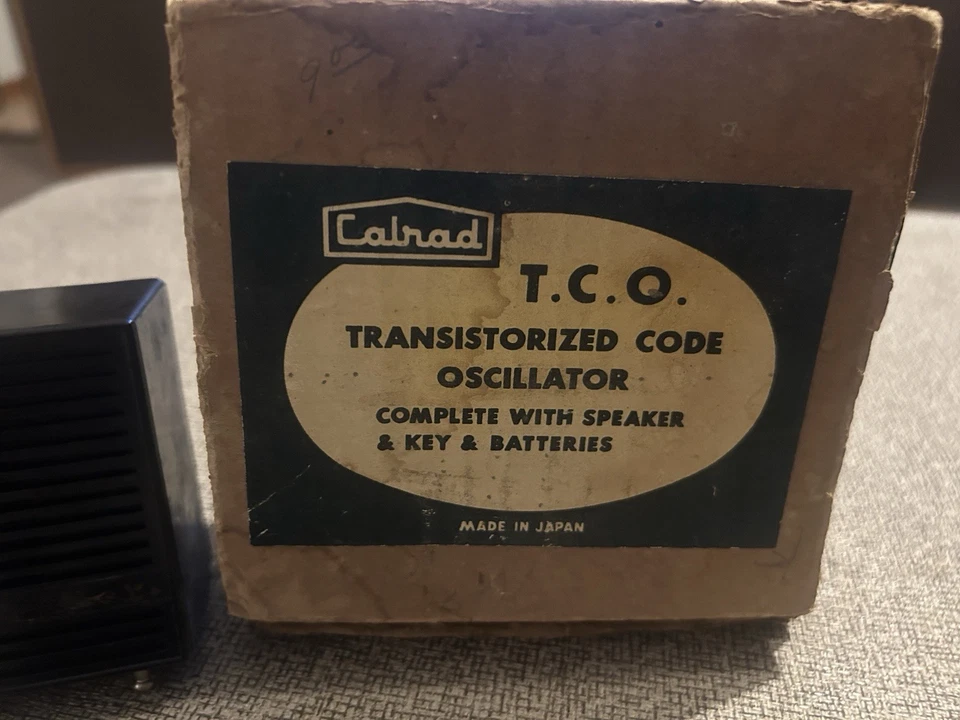 Calrad
T.C.O.
TRANSISTORIZED CODE
OSCILLATOR
COMPLETE WITH SPEAKER
& KEY & BATTERIES
MADE IN JAPAN